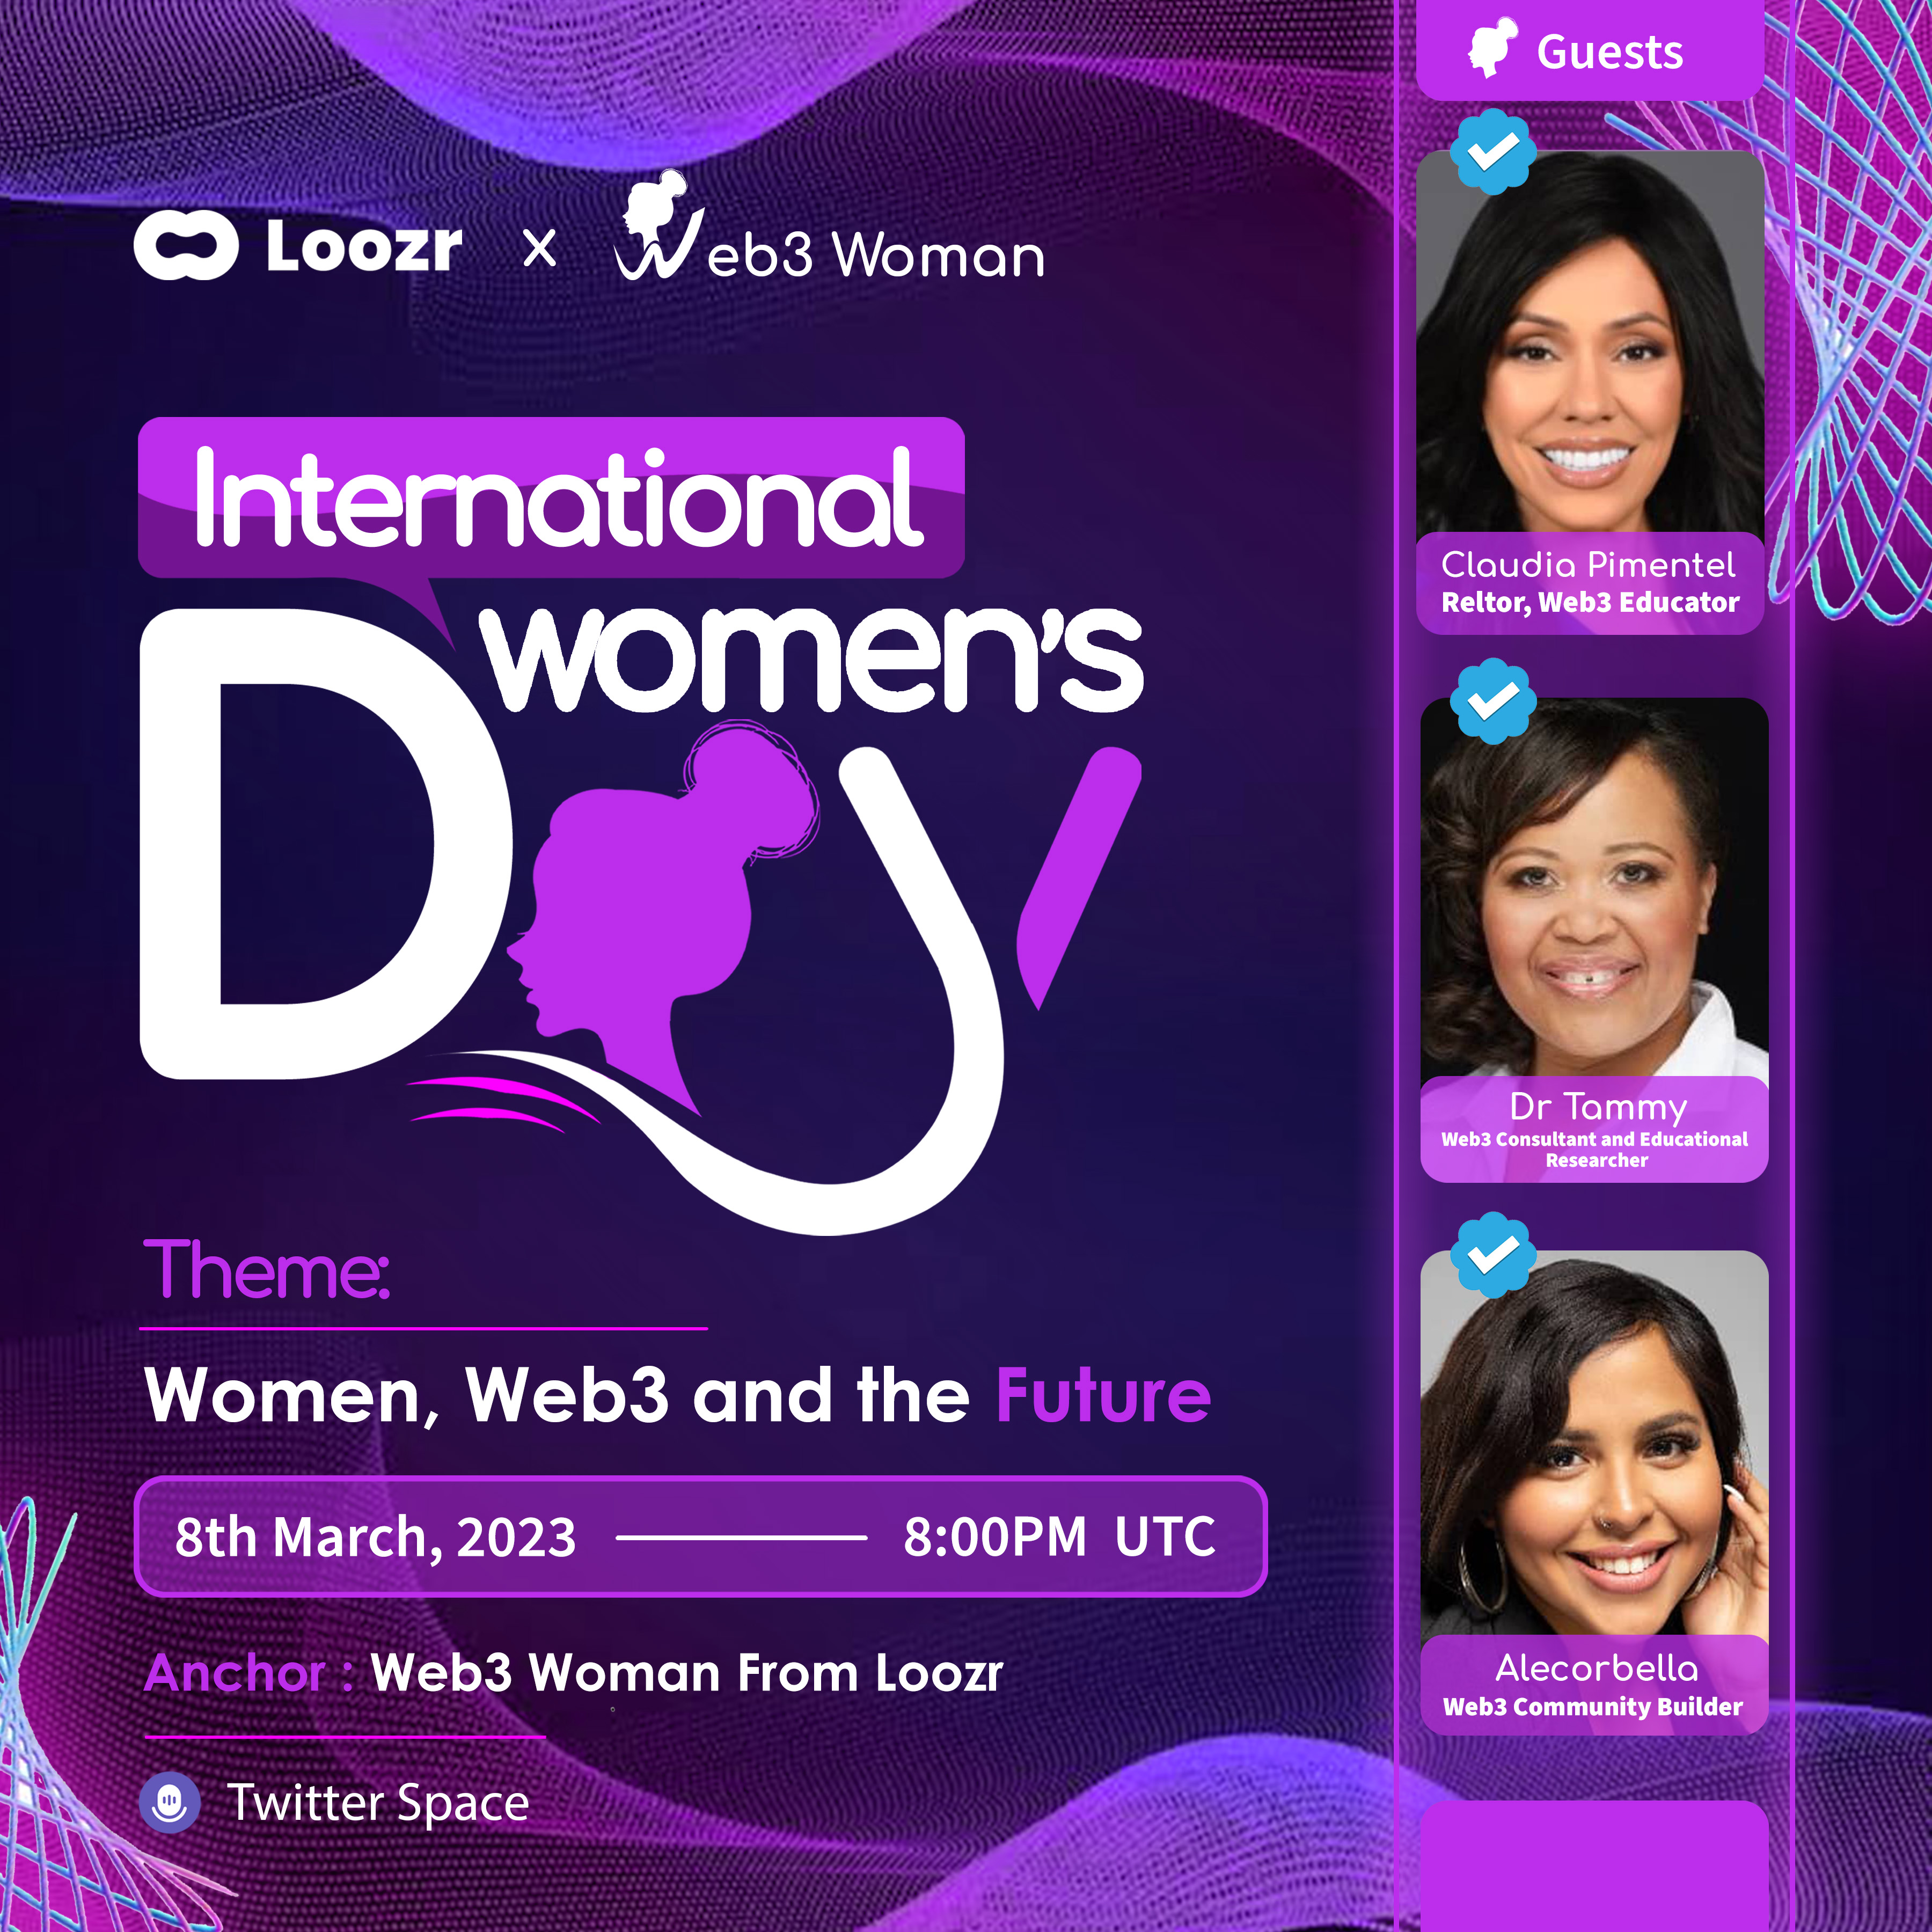 Loozr x Web3 Woman
International
women's
Day
Theme:
Women, Web3 and the Future
8th March, 2023 8:00PM UTC
Anchor : Web3 Woman From Loozr
Twitter Space
Guests
Claudia Pimentel
Reltor, Web3 Educator
Dr Tammy
Web3 Consultant and Educational
Researcher
Alecorbella
Web3 Community Builder